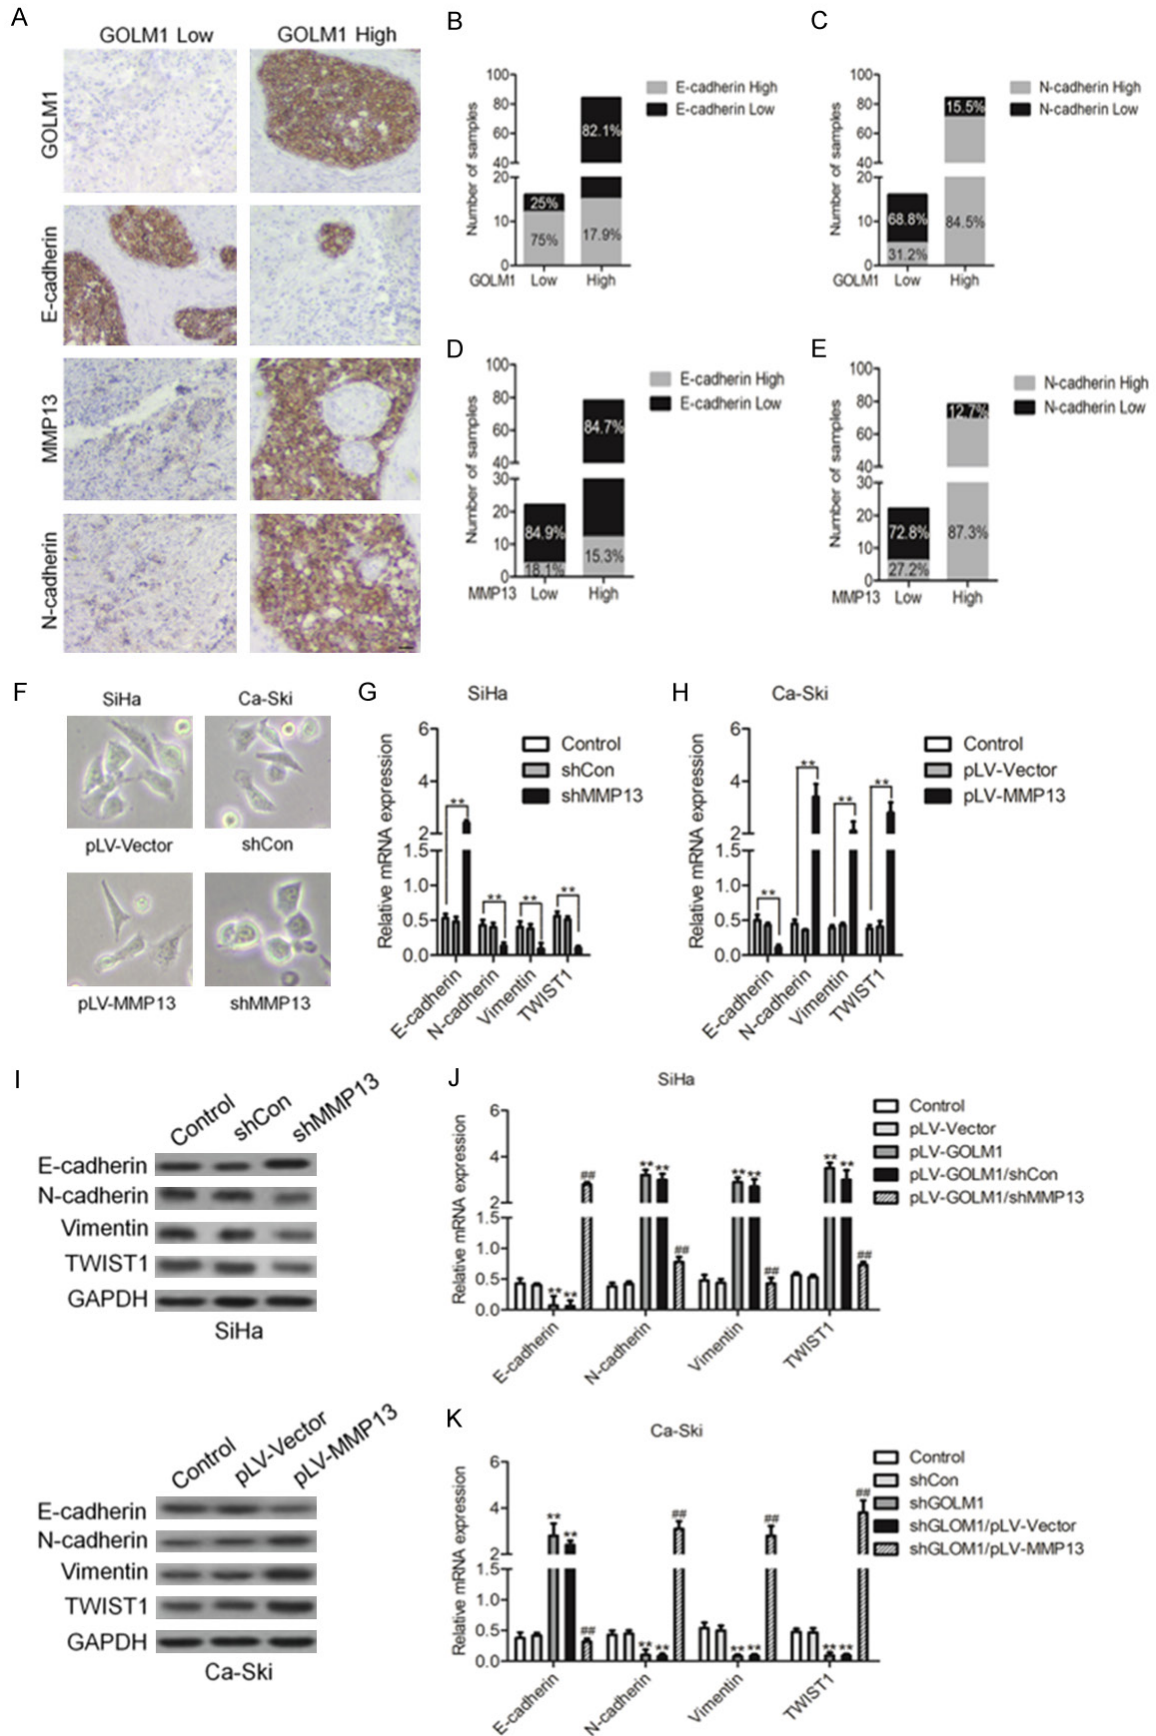 A
GOLM1 Low
GOLM1 High
GOLM1
E-cadherin
MMP13
N-cadherin
B
Number of samples
100
80
60
40
20
10
0
82.1%
25%
75%
17.9%
GOLM1 Low High
E-cadherin High
E-cadherin Low
C
Number of samples
100
80
60
40
20
10
0
15.5%
68.8%
84.5%
31.2%
GOLM1 Low High
N-cadherin High
N-cadherin Low
D
Number of samples
100
80
60
40
30
20
10
0
84.7%
84.9%
15.3%
18.1%
MMP13 Low High
E-cadherin High
E-cadherin Low
E
Number of samples
100
80
60
40
30
20
10
0
12.7%
72.8%
87.3%
27.2%
MMP13 Low High
N-cadherin High
N-cadherin Low
F
SiHa
Ca-Ski
pLV-Vector
shCon
pLV-MMP13
shMMP13
G
SiHa
Relative mRNA expression
6
4
2
1.5
1.0
0.5
0.0
**
** ** **
E-cadherin
N-cadherin
Vimentin
TWIST1
Control
shCon
shMMP13
H
Ca-Ski
Relative mRNA expression
6
4
2
1.5
1.0
0.5
0.0
** ** ** **
E-cadherin
N-cadherin
Vimentin
TWIST1
Control
pLV-Vector
pLV-MMP13
I
Control
shCon
shMMP13
E-cadherin
N-cadherin
Vimentin
TWIST1
GAPDH
SiHa
Control
pLV-Vector
pLV-MMP13
E-cadherin
N-cadherin
Vimentin
TWIST1
GAPDH
Ca-Ski
J
SiHa
Relative mRNA expression
6
4
2
1.5
1.0
0.5
0.0
** ** ##
** ** ##
** ** ##
** ** ##
E-cadherin
N-cadherin
Vimentin
TWIST1
Control
pLV-Vector
pLV-GOLM1
pLV-GOLM1/shCon
pLV-GOLM1/shMMP13
K
Ca-Ski
Relative mRNA expression
6
4
2
1.5
1.0
0.5
0.0
** ** ##
** ** ##
** ** ##
** ** ##
E-cadherin
N-cadherin
Vimentin
TWIST1
Control
shCon
shGOLM1
shGLOM1/pLV-Vector
shGLOM1/pLV-MMP13